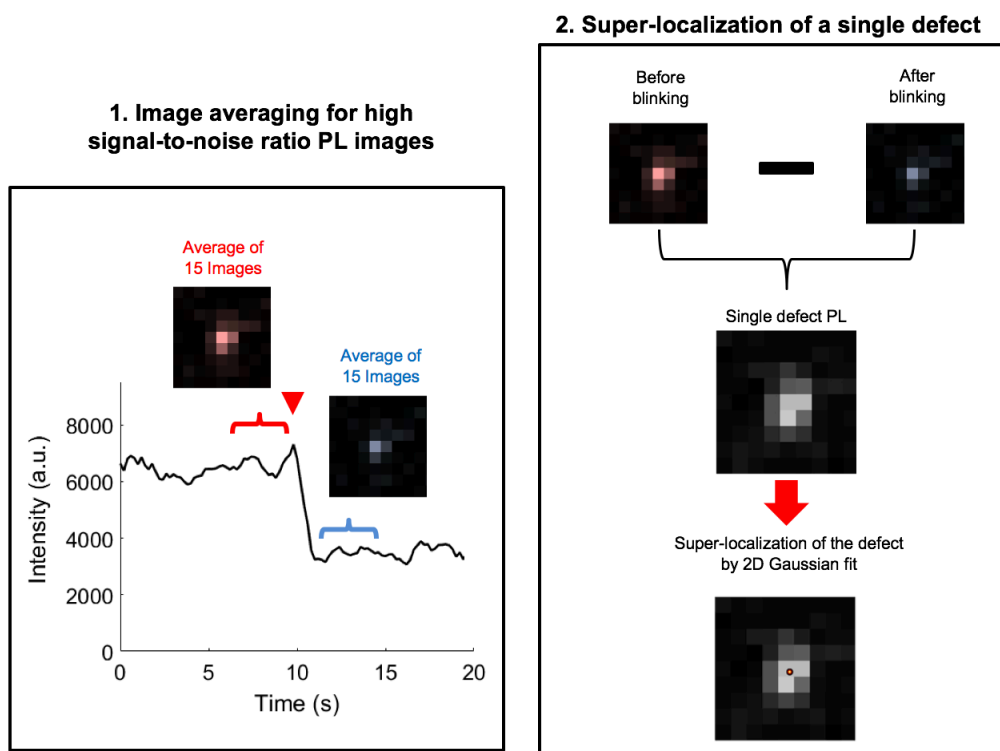 1. Image averaging for high
signal-to-noise ratio PL images
Average of
15 Images
Average of
15 Images
8000
6000
4000
2000
0
Intensity (a.u.)
0 5 10 15 20
Time (s)
2. Super-localization of a single defect
Before
blinking
After
blinking
Single defect PL
Super-localization of the defect
by 2D Gaussian fit